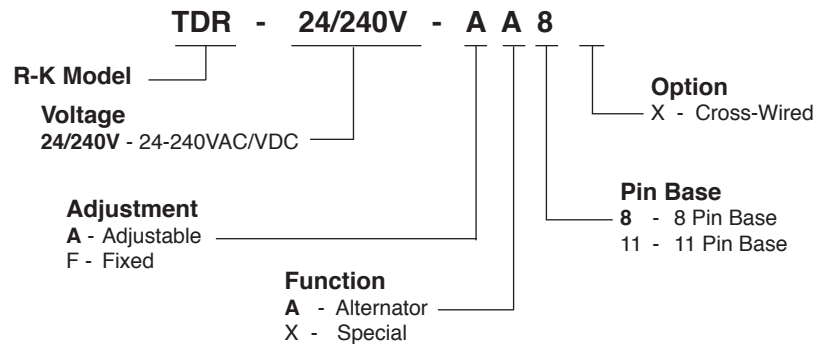 TDR - 24/240V - A A 8
R-K Model
Voltage
24/240V - 24-240VAC/VDC
Option
X - Cross-Wired
Adjustment
A - Adjustable
F - Fixed
Pin Base
8 - 8 Pin Base
11 - 11 Pin Base
Function
A - Alternator
X - Special